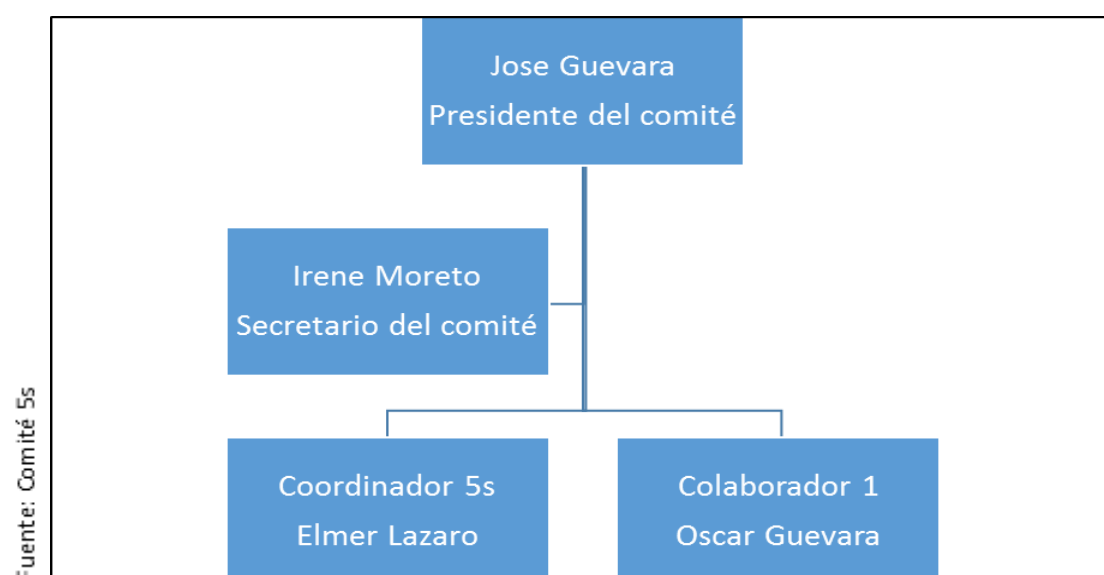 Jose Guevara
Presidente del comité
Irene Moreto
Secretario del comité
Coordinador 5s
Elmer Lazaro
Colaborador 1
Oscar Guevara
Fuente: Comité 5s